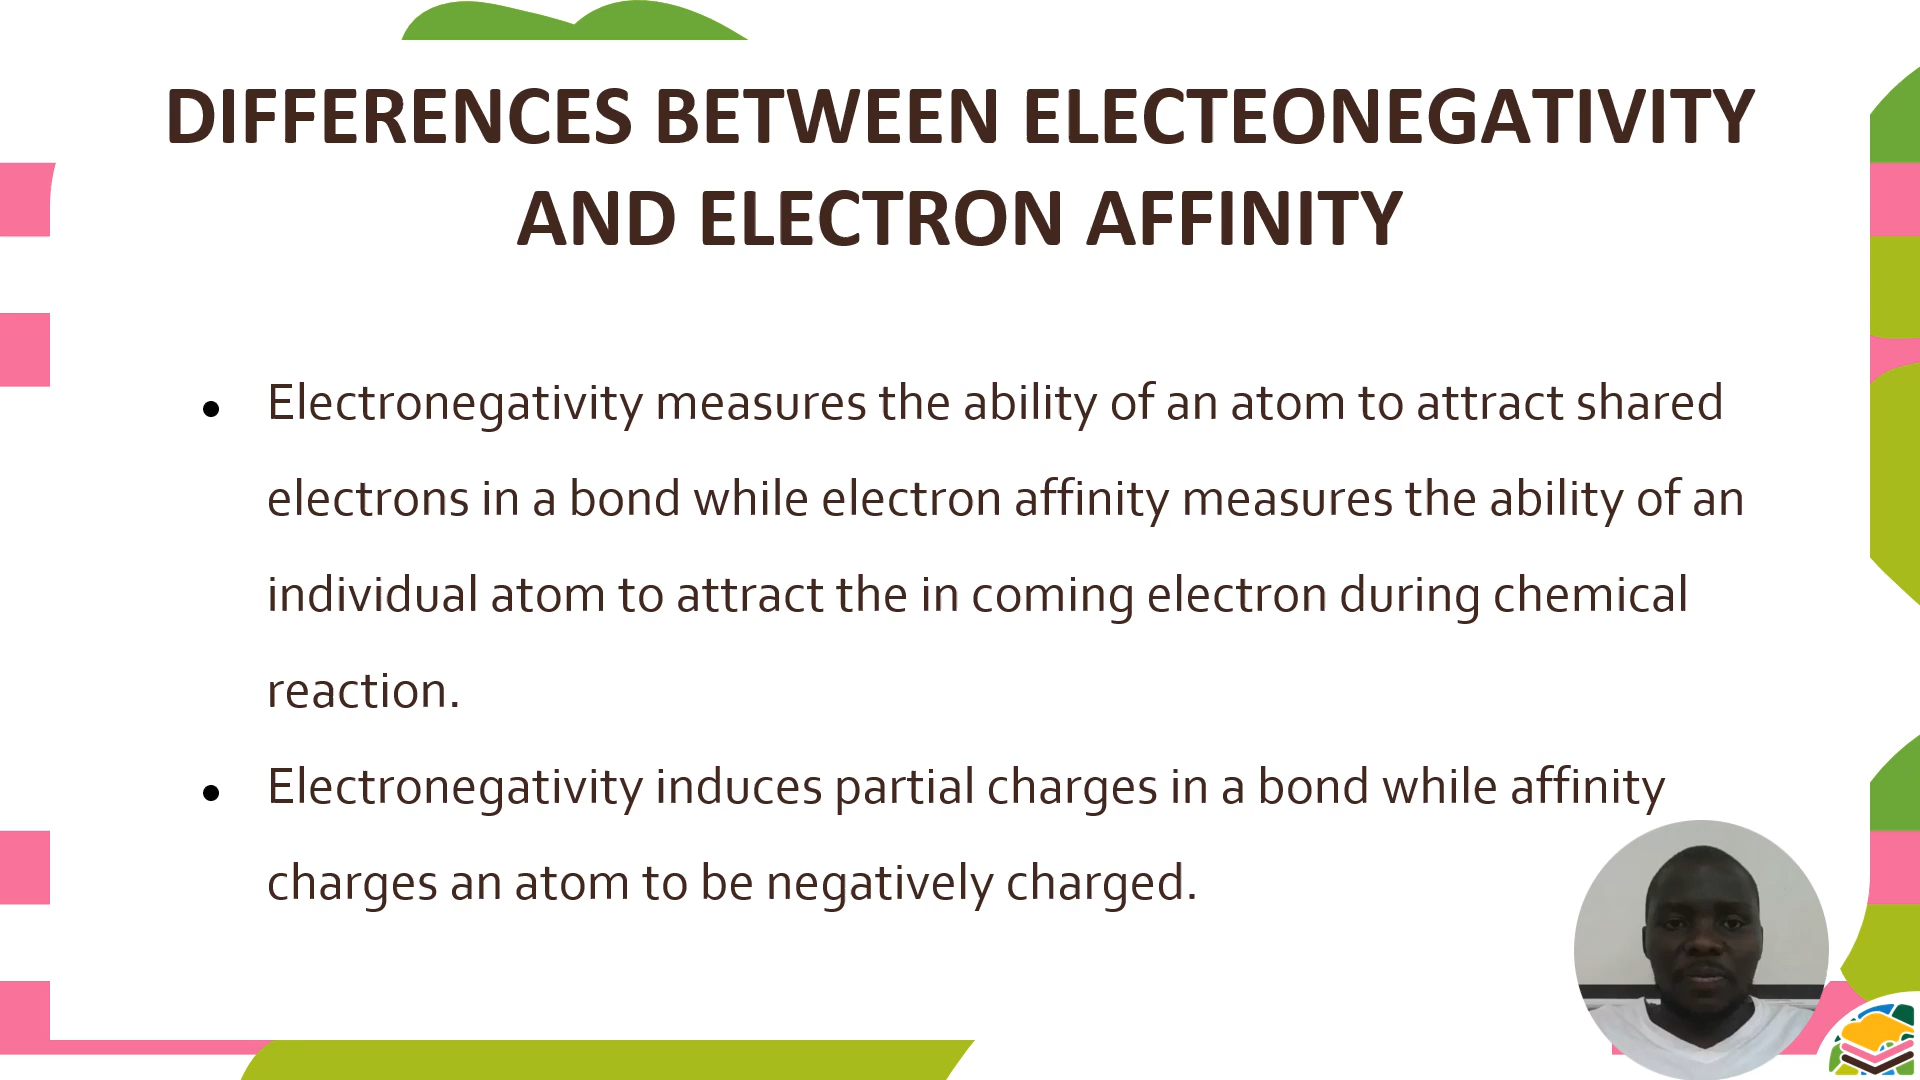 DIFFERENCES BETWEEN ELECTEONEGATIVITY
AND ELECTRON AFFINITY
• Electronegativity measures the ability of an atom to attract shared
electrons in a bond while electron affinity measures the ability of an
individual atom to attract the in coming electron during chemical
reaction.
• Electronegativity induces partial charges in a bond while affinity
charges an atom to be negatively charged.